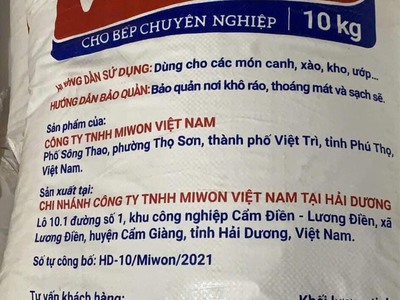 CHO BẾP CHUYÊN NGHIỆP | 10 kg
HƯỚNG DẪN SỬ DỤNG: Dùng cho các món canh, xào, kho, ướp...
HƯỚNG DẪN BẢO QUẢN: Bảo quản nơi khô ráo, thoáng mát và sạch sẽ.
Sản phẩm của:
CÔNG TY TNHH MIWON VIỆT NAM
Phố Sông Thao, phường Thọ Sơn, thành phố Việt Trì, tỉnh Phú Thọ,
Việt Nam.
Sản xuất tại:
CHI NHÁNH CÔNG TY TNHH MIWON VIỆT NAM TẠI HẢI DƯƠNG
Lô 10.1 đường số 1, khu công nghiệp Cẩm Điền - Lương Điền, xã
Lương Điền, huyện Cẩm Giàng, tỉnh Hải Dương, Việt Nam.
Số tự công bố: HD-10/Miwon/2021
Tư vấn khách hàng: